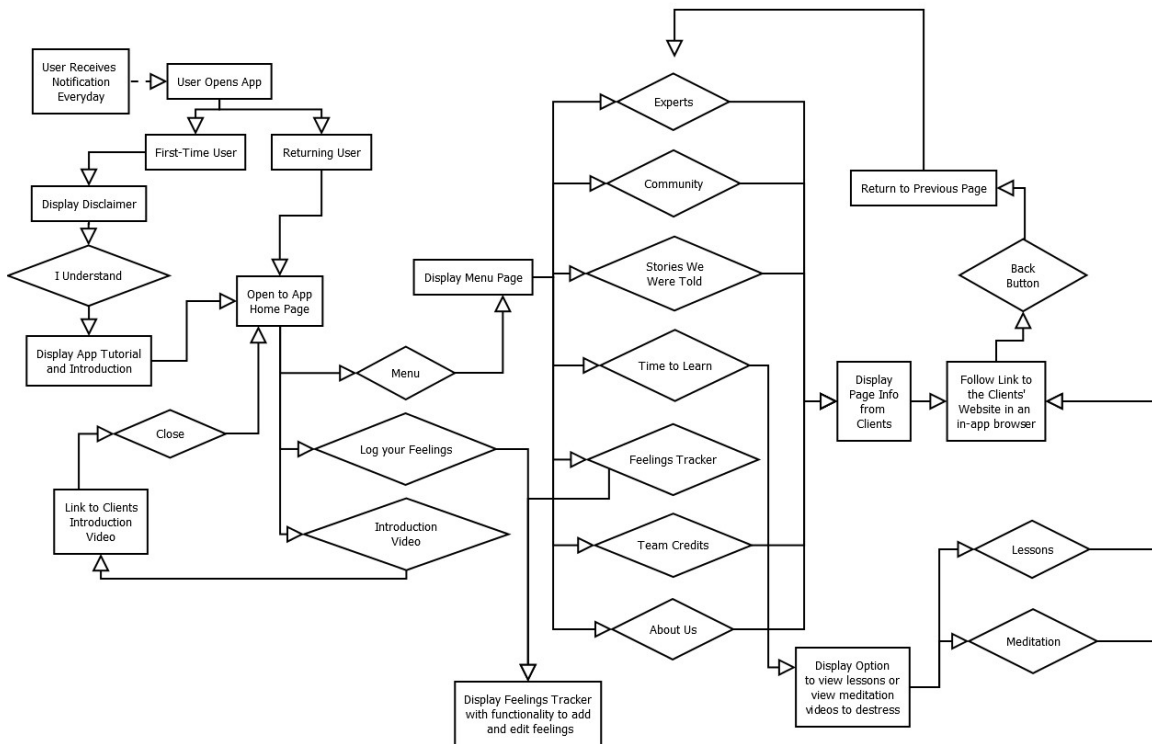 User Receives
Notification
Everyday
User Opens App
First-Time User
Returning User
Display Disclaimer
I Understand
Display App Tutorial
and Introduction
Open to App
Home Page
Close
Link to Clients
Introduction
Video
Menu
Log your Feelings
Introduction
Video
Display Menu Page
Experts
Community
Stories We
Were Told
Time to Learn
Feelings Tracker
Team Credits
About Us
Display Feelings Tracker
with functionality to add
and edit feelings
Display
Page Info
from
Clients
Follow Link to
the Clients'
Website in an
in-app browser
Back
Button
Return to Previous Page
Display Option
to view lessons or
view meditation
videos to destress
Lessons
Meditation